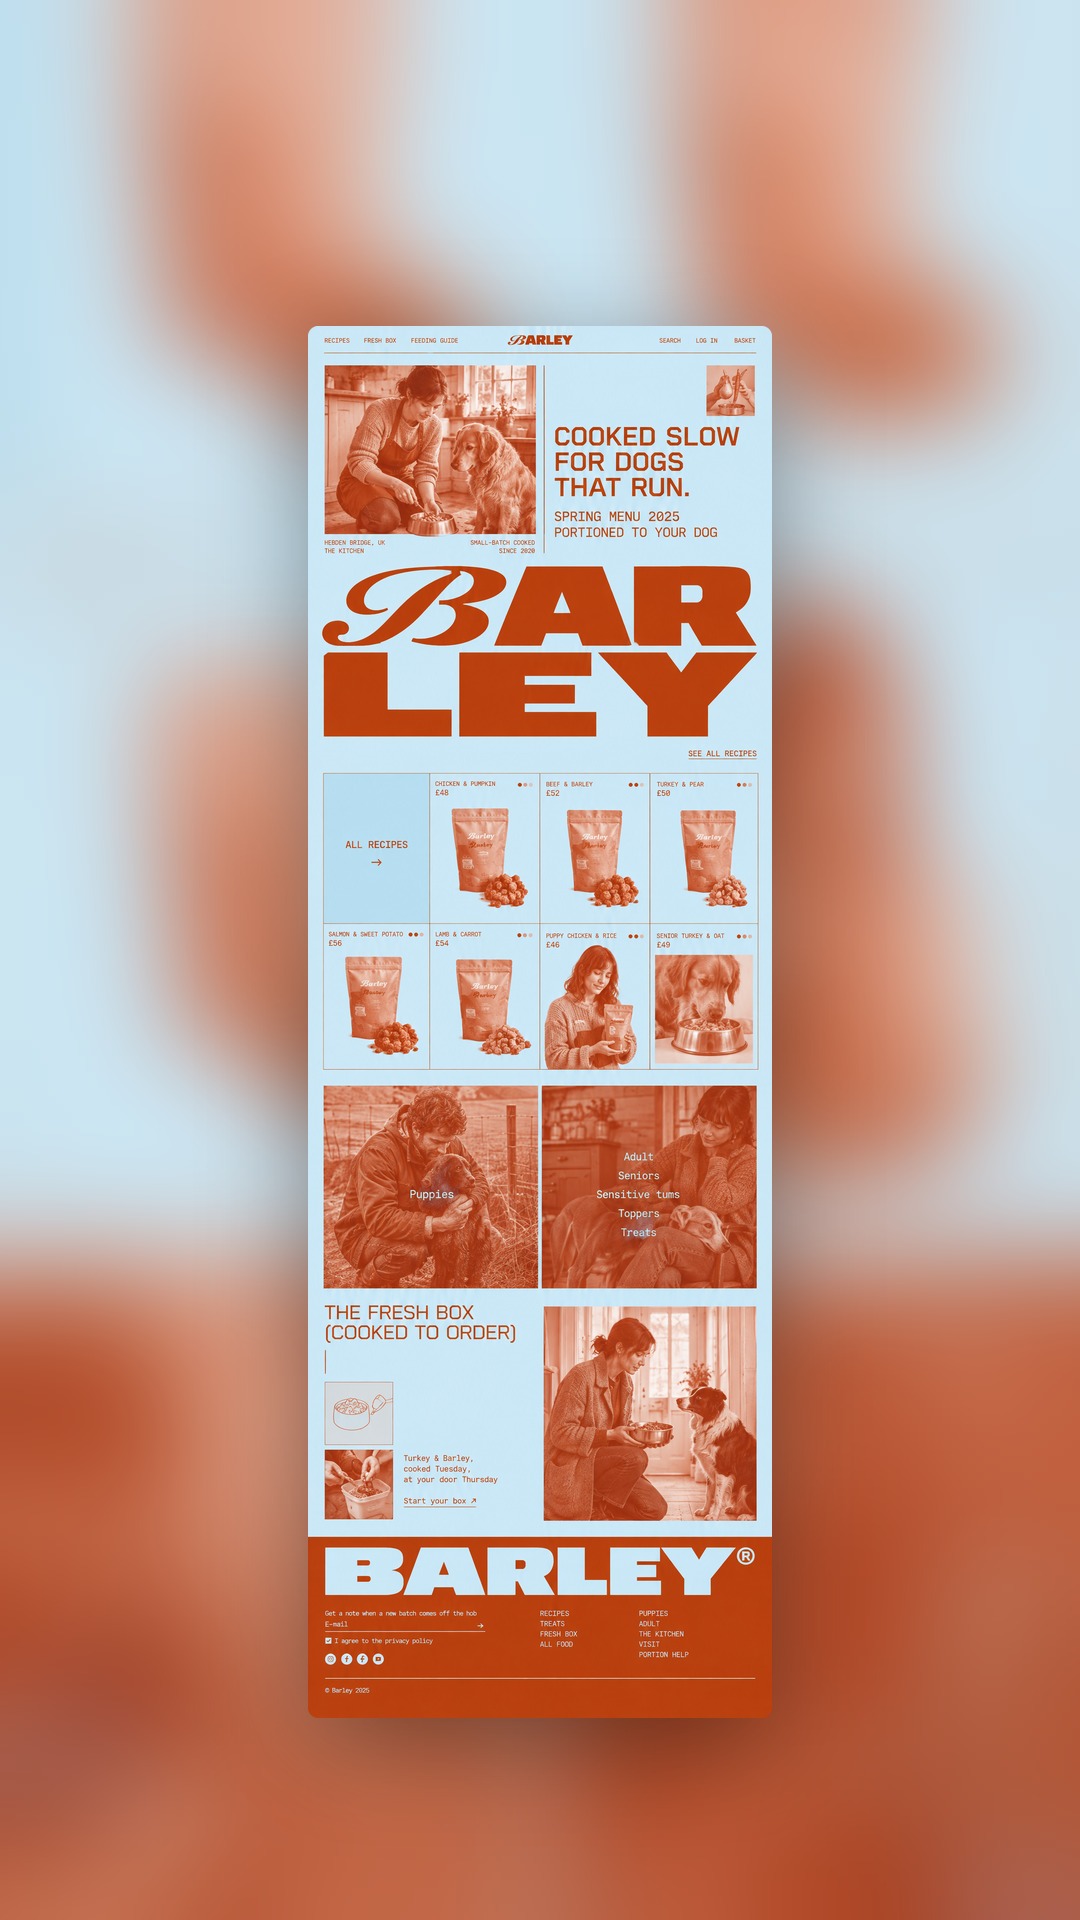 RECIPES FRESH BOX FEEDING GUIDE BARLEY SEARCH LOG IN BASKET
COOKED SLOW
FOR DOGS
THAT RUN.
SPRING MENU 2025
PORTIONED TO YOUR DOG
HEBDEN BRIDGE, UK
THE KITCHEN
SMALL-BATCH COOKED
SINCE 2020
BAR
LEY
SEE ALL RECIPES
ALL RECIPES
→
CHICKEN & PUMPKIN
£48
Barley
BEEF & BARLEY
£52
Barley
TURKEY & PEAR
£50
Barley
SALMON & SWEET POTATO
£56
Barley
LAMB & CARROT
£54
Barley
PUPPY CHICKEN & RICE
£46
SENIOR TURKEY & OAT
£49
Puppies
Adult
Seniors
Sensitive tums
Toppers
Treats
THE FRESH BOX
(COOKED TO ORDER)
Turkey & Barley,
cooked Tuesday,
at your door Thursday
Start your box ↗
BARLEY®
Get a note when a new batch comes off the hob
E-mail →
I agree to the privacy policy
RECIPES
TREATS
FRESH BOX
ALL FOOD
PUPPIES
ADULT
THE KITCHEN
VISIT
PORTION HELP
© Barley 2025